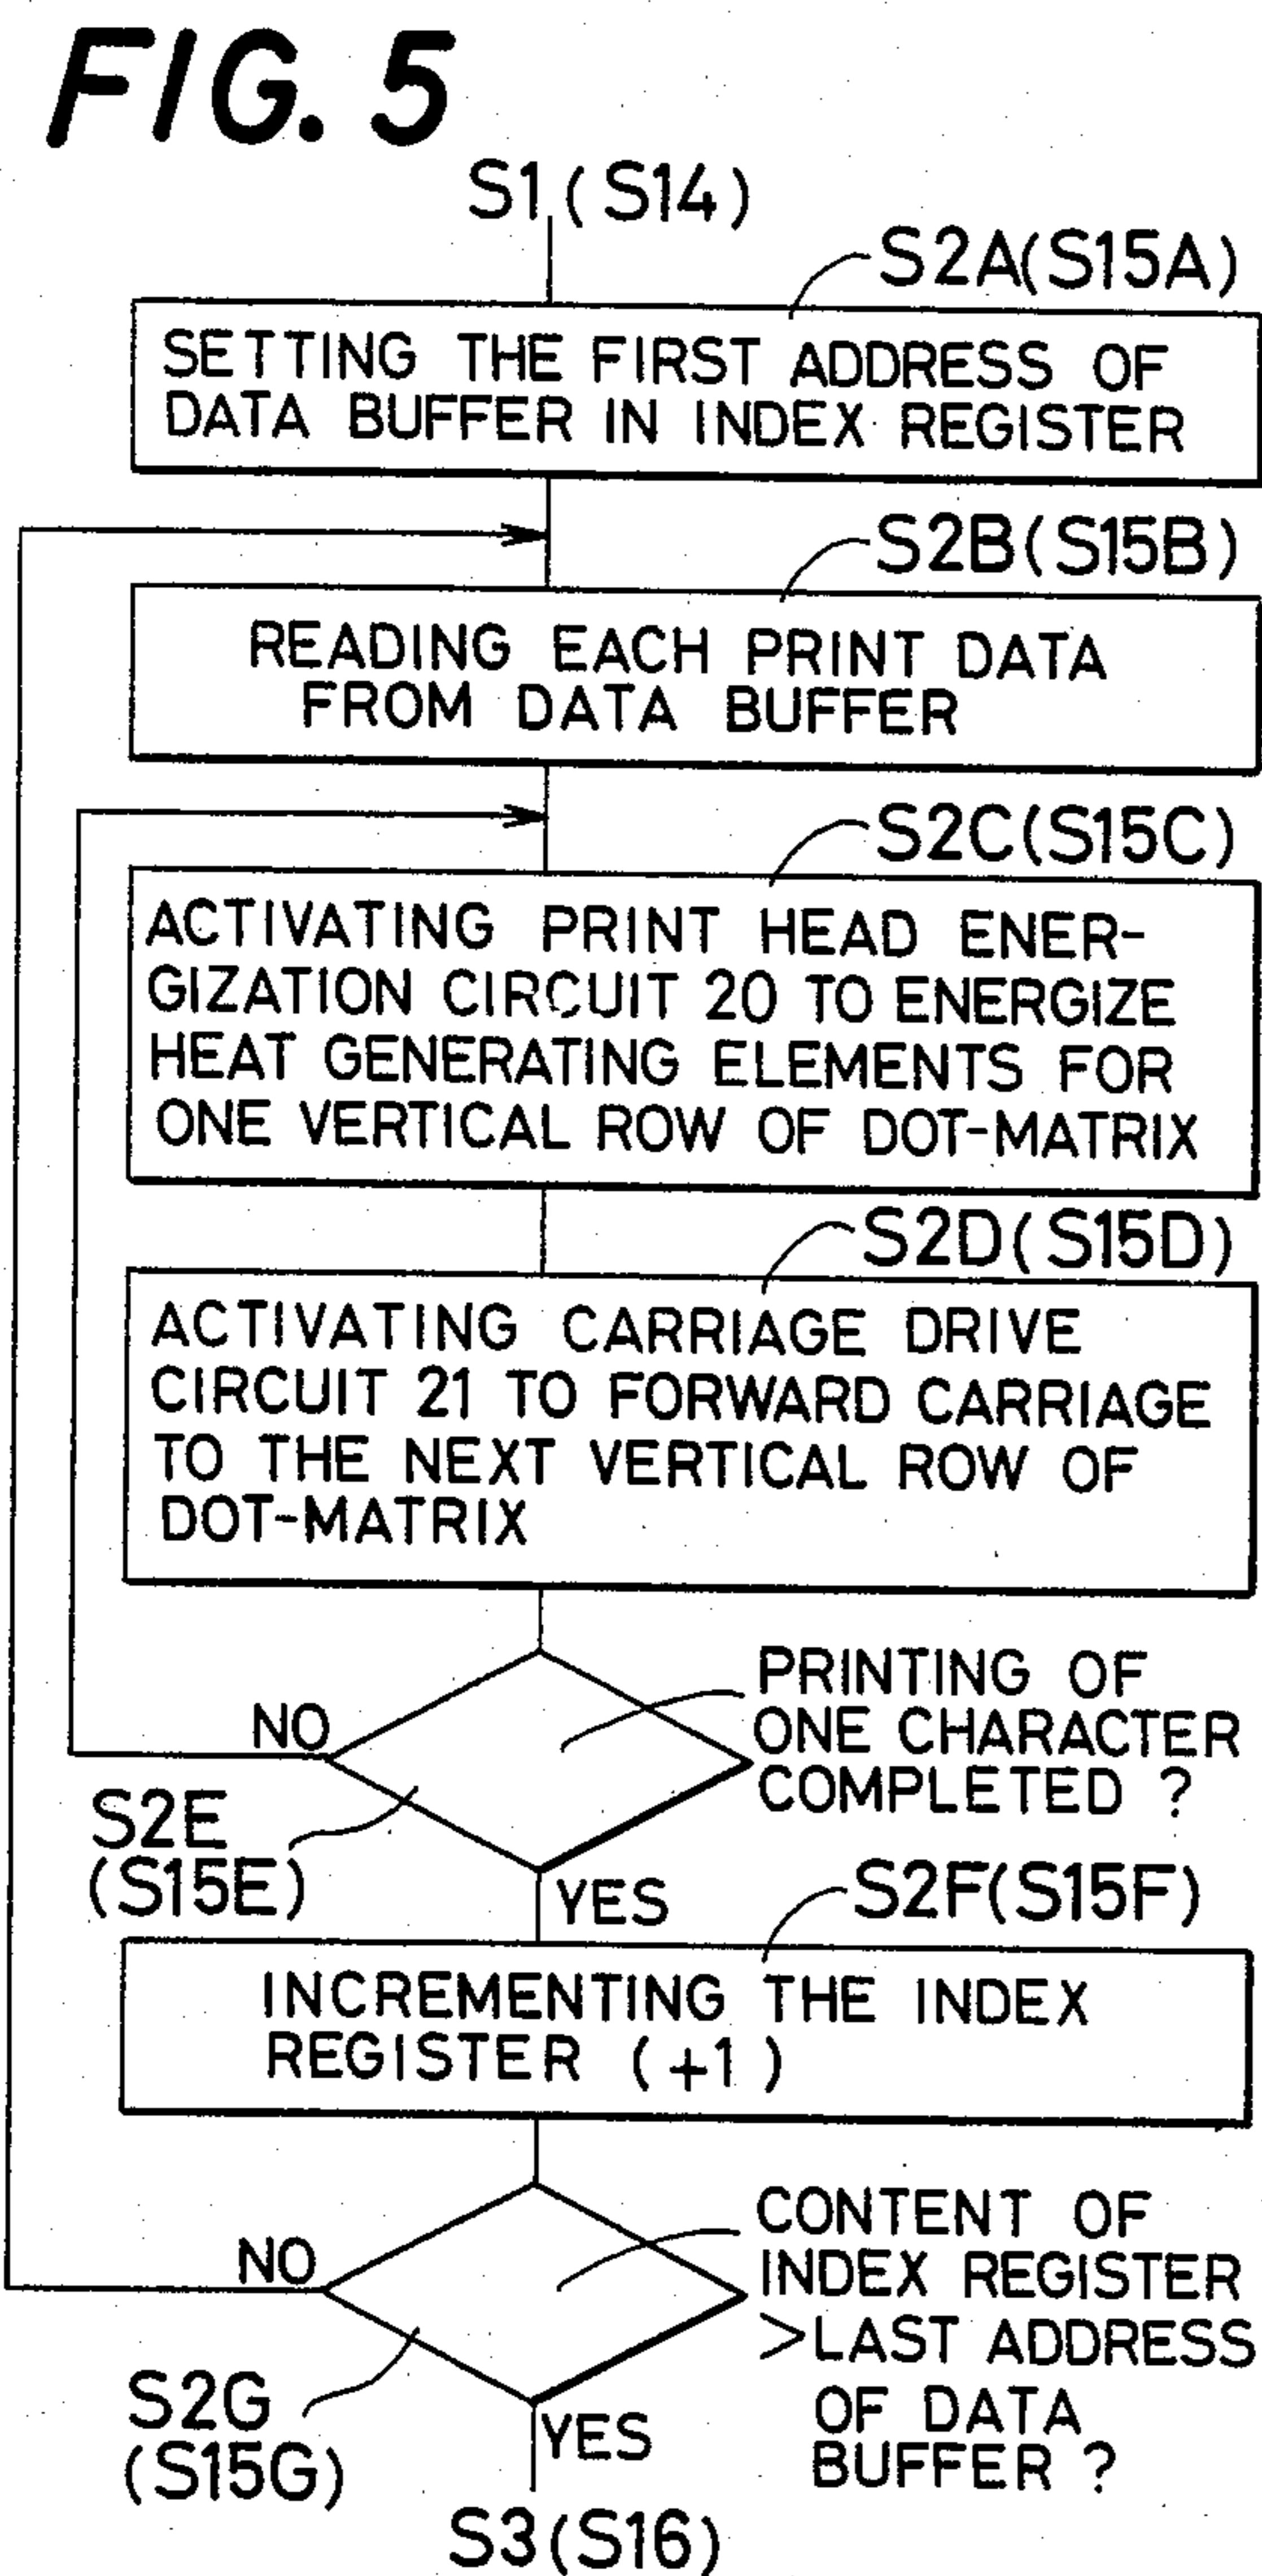 FIG. 5
S1 (S14)
S2A(S15A)
SETTING THE FIRST ADDRESS OF
DATA BUFFER IN INDEX REGISTER
S2B(S15B)
READING EACH PRINT DATA
FROM DATA BUFFER
S2C(S15C)
ACTIVATING PRINT HEAD ENER-
GIZATION CIRCUIT 20 TO ENERGIZE
HEAT GENERATING ELEMENTS FOR
ONE VERTICAL ROW OF DOT-MATRIX
S2D(S15D)
ACTIVATING CARRIAGE DRIVE
CIRCUIT 21 TO FORWARD CARRIAGE
TO THE NEXT VERTICAL ROW OF
DOT-MATRIX
PRINTING OF
ONE CHARACTER
COMPLETED ?
NO
S2E
(S15E)
YES
S2F(S15F)
INCREMENTING THE INDEX
REGISTER (+1)
CONTENT OF
INDEX REGISTER
>LAST ADDRESS
OF DATA
BUFFER ?
NO
S2G
(S15G)
YES
S3(S16)